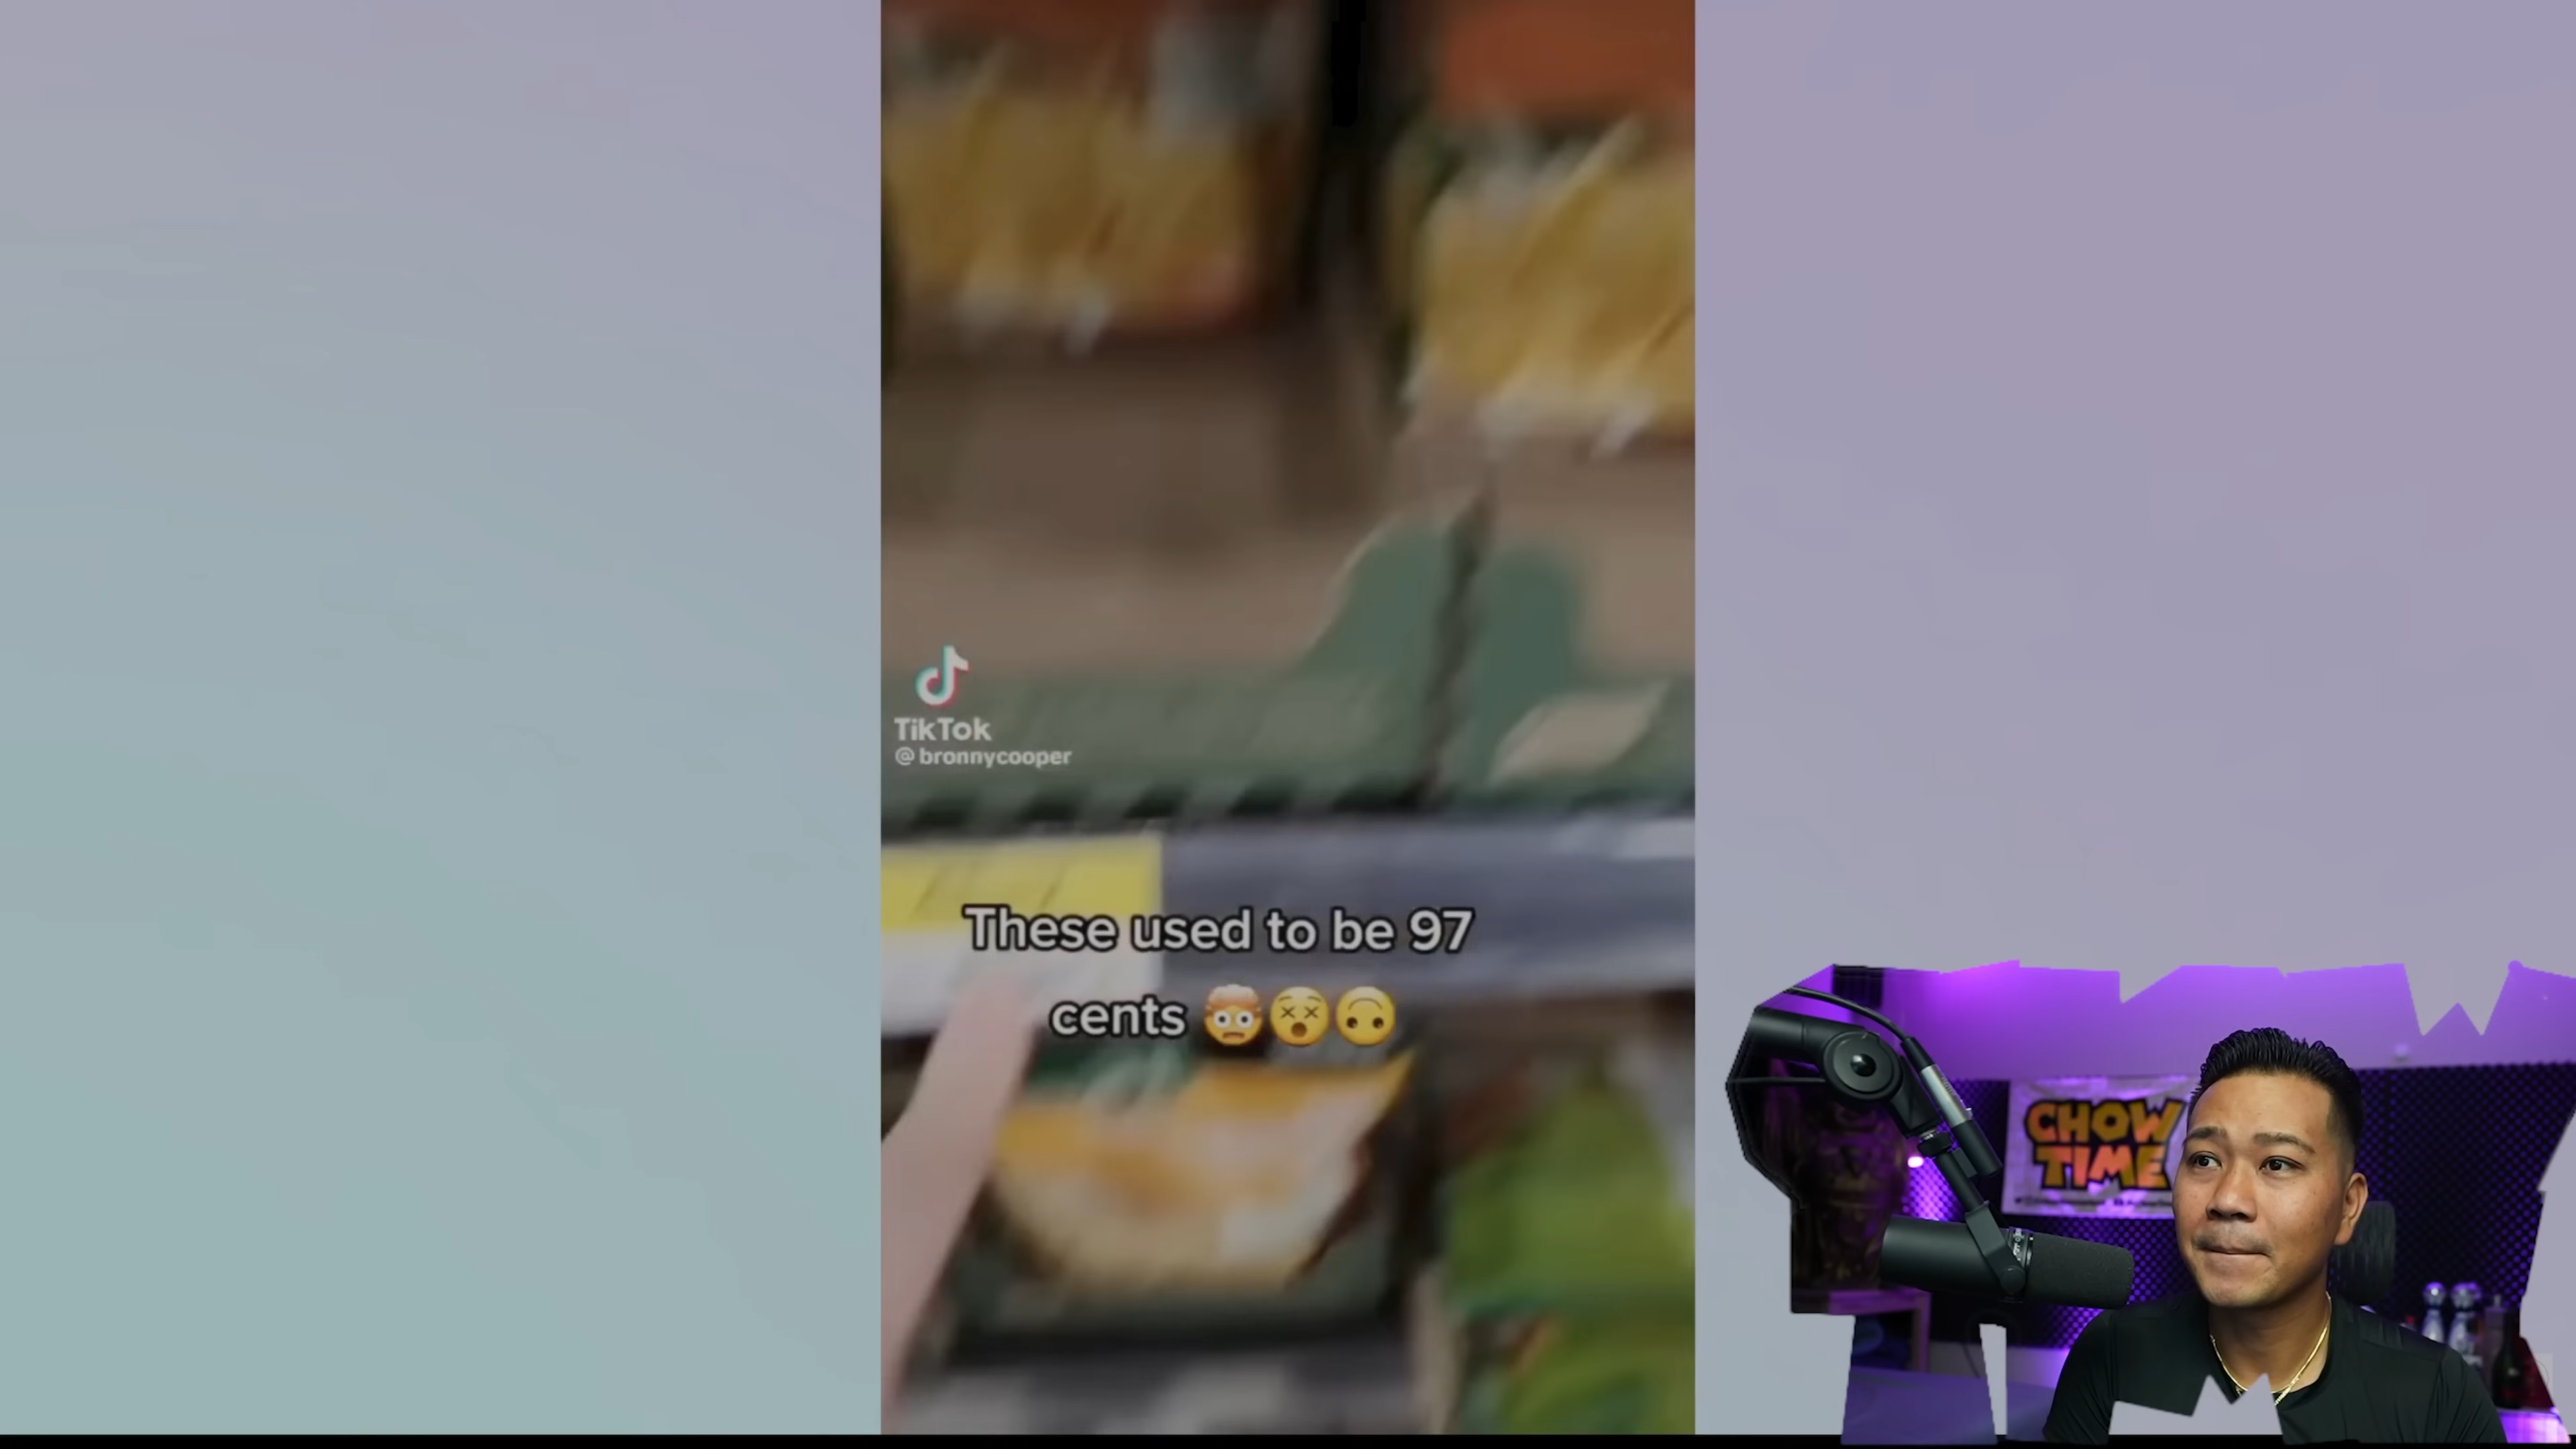 TikTok
@bronnycooper
These used to be 97
cents 🤯😵🙃
CHOW
TIME